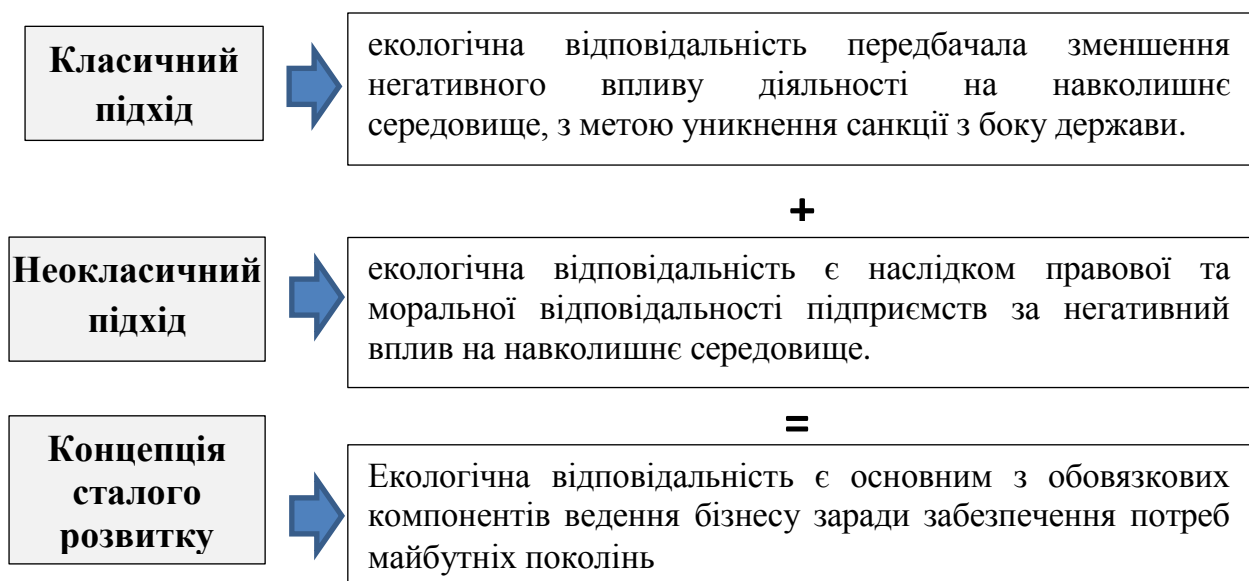 Класичний
підхід
екологічна відповідальність передбачала зменшення
негативного впливу діяльності на навколишнє
середовище, з метою уникнення санкції з боку держави.
+
Неокласичний
підхід
екологічна відповідальність є наслідком правової та
моральної відповідальності підприємств за негативний
вплив на навколишнє середовище.
=
Концепція
сталого
розвитку
Екологічна відповідальність є основним з обовязкових
компонентів ведення бізнесу заради забезпечення потреб
майбутніх поколінь